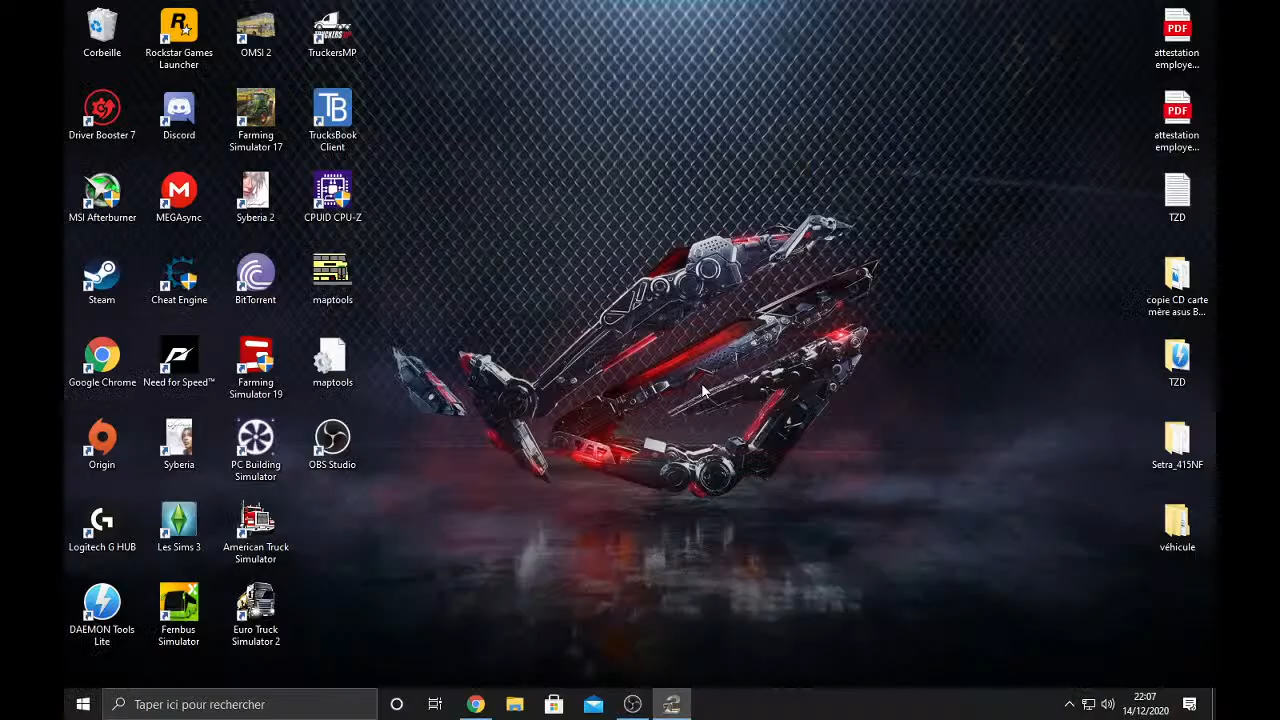 Corbeille
Rockstar Games
Launcher
OMSI 2
TruckersMP
Driver Booster 7
Discord
Farming
Simulator 17
TrucksBook
Client
MSI Afterburner
MEGAsync
Syberia 2
CPUID CPU-Z
Steam
Cheat Engine
BitTorrent
maptools
Google Chrome
Need for Speed™
Farming
Simulator 19
maptools
Origin
Syberia
PC Building
Simulator
OBS Studio
Logitech G HUB
Les Sims 3
American Truck
Simulator
DAEMON Tools
Lite
Fernbus
Simulator
Euro Truck
Simulator 2
PDF
attestation
employe...
PDF
attestation
employe...
TZD
copie CD carte
mère asus B...
TZD
Setra_415NF
véhicule
Taper ici pour rechercher
22:07
14/12/2020